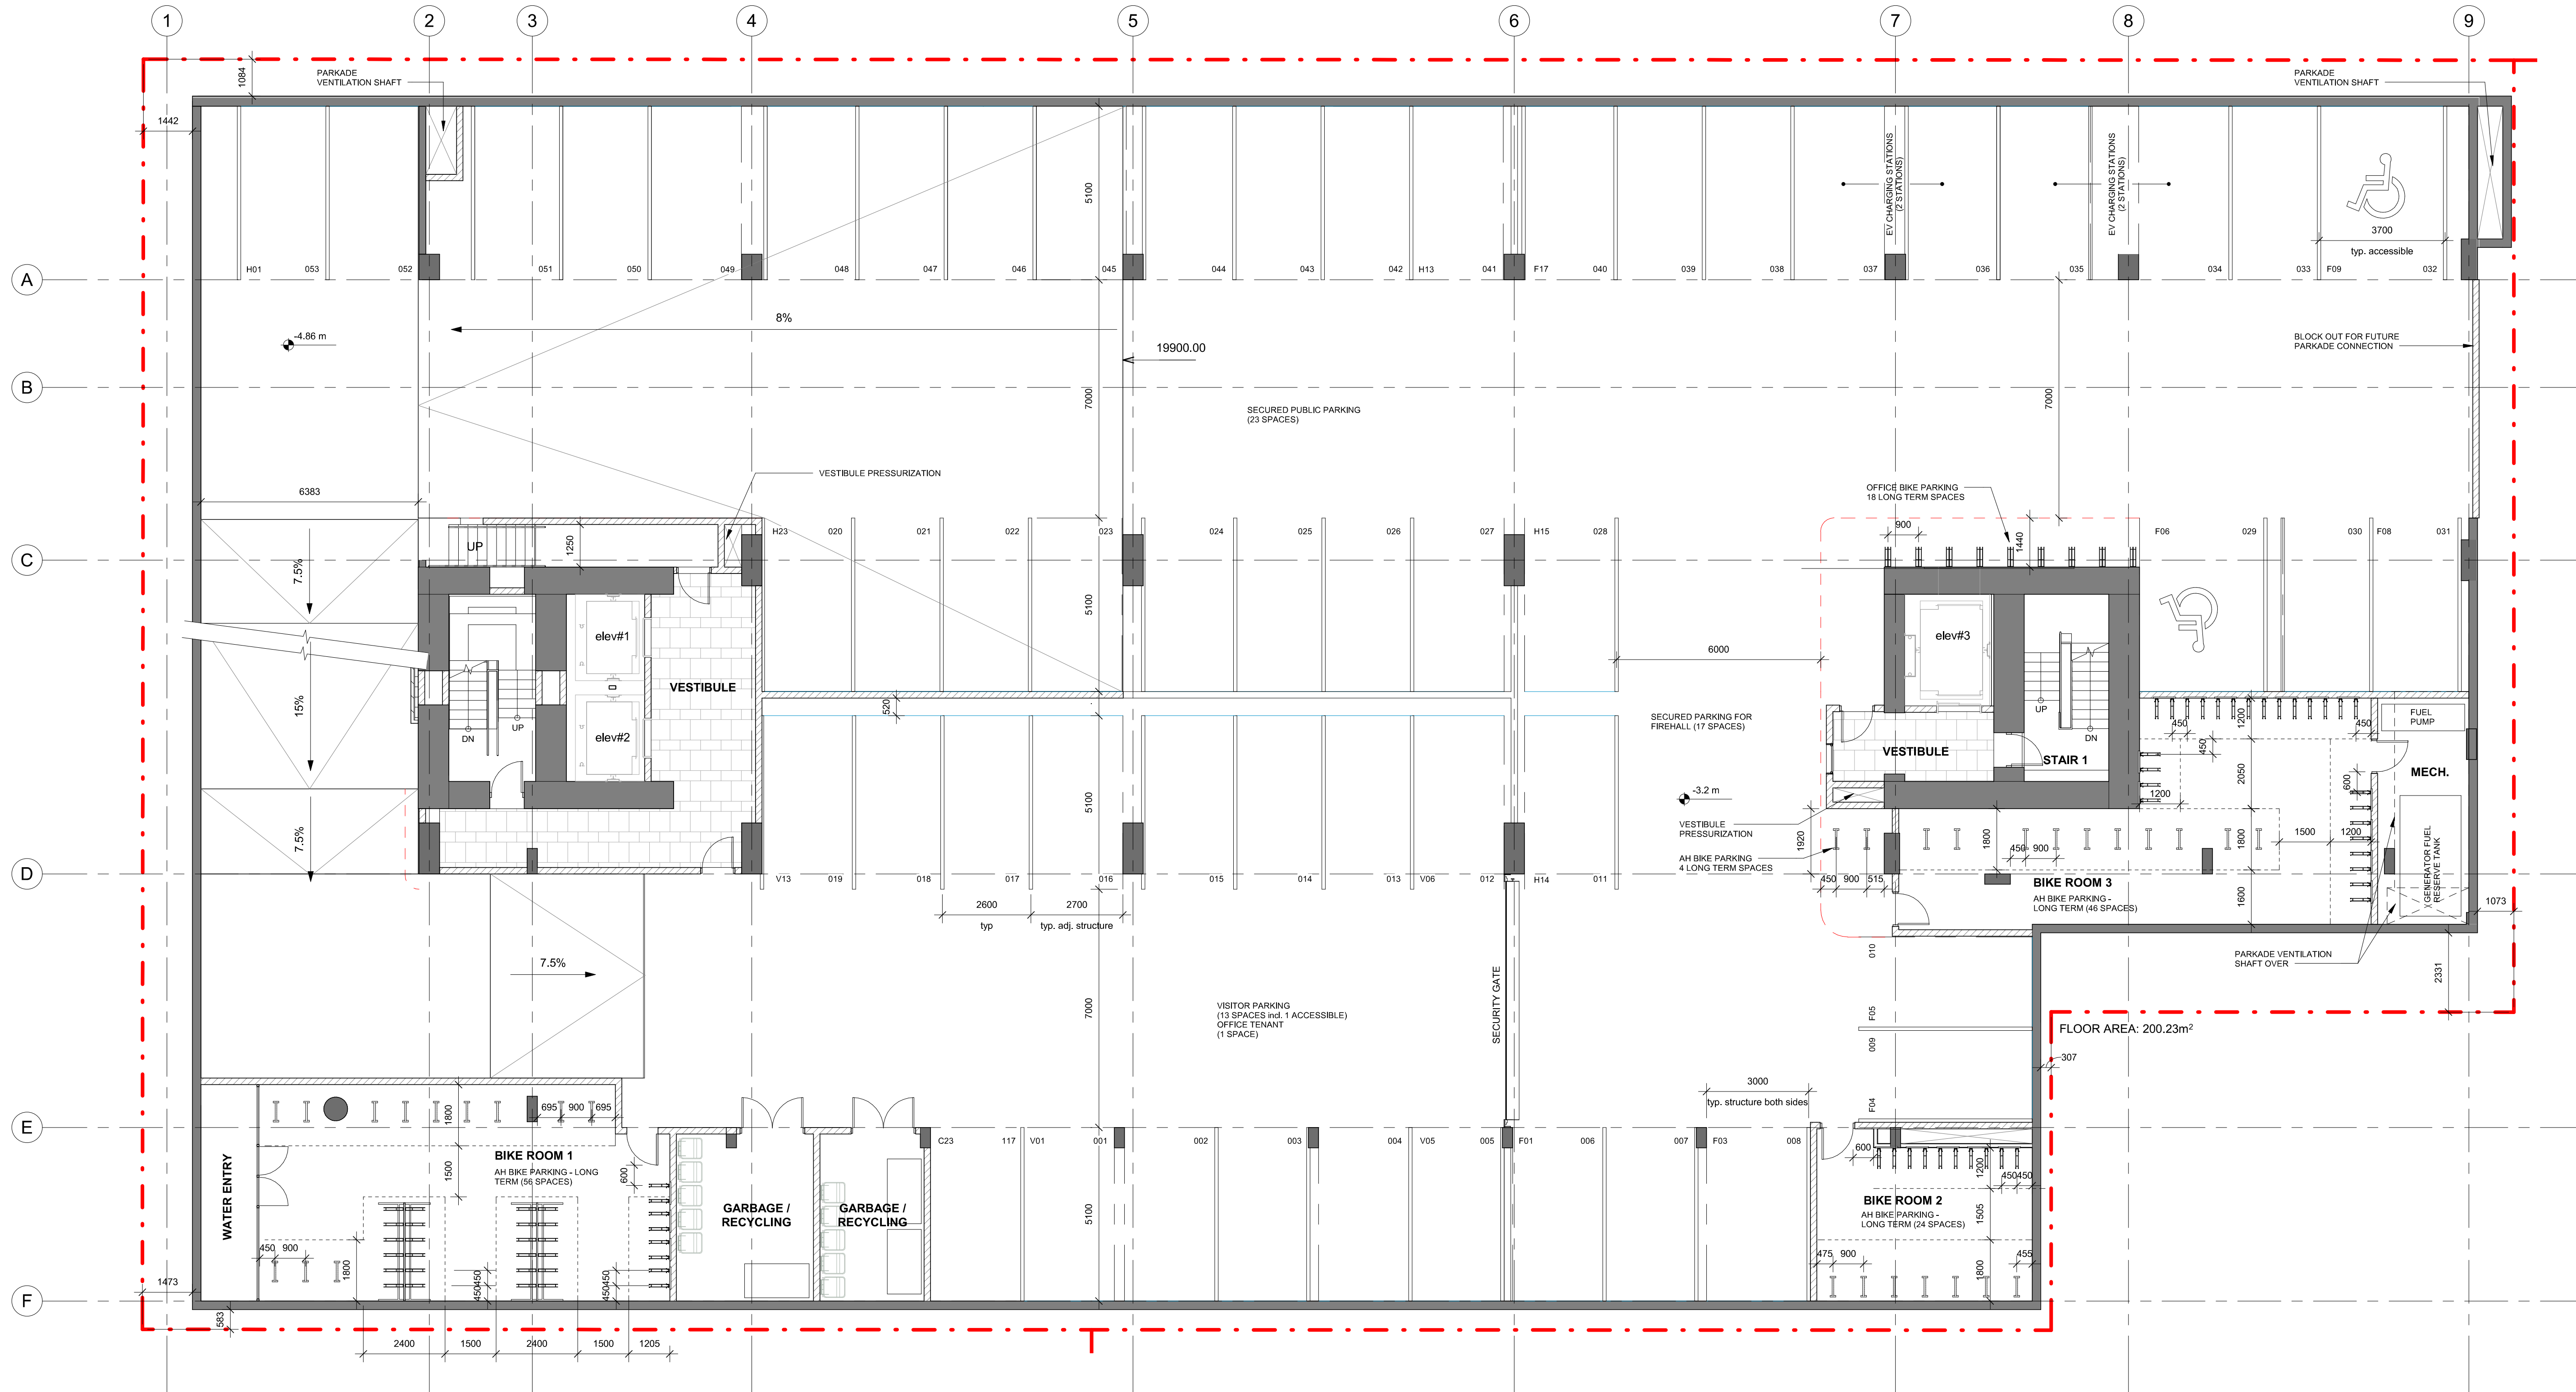 1
2
3
4
5
6
7
8
9
1084
PARKADE
VENTILATION SHAFT
PARKADE
VENTILATION SHAFT
1442
5100
EV CHARGING STATIONS
(2 STATIONS)
EV CHARGING STATIONS
(2 STATIONS)
3700
typ. accessible
A
H01
053
052
051
050
049
048
047
046
045
044
043
042
H13
041
F17
040
039
038
037
036
035
034
033
F09
032
8%
-4.86 m
19900.00
BLOCK OUT FOR FUTURE
PARKADE CONNECTION
B
7000
7000
SECURED PUBLIC PARKING
(23 SPACES)
VESTIBULE PRESSURIZATION
6383
OFFICE BIKE PARKING
18 LONG TERM SPACES
900
1440
C
UP
1250
H23
020
021
022
023
024
025
026
027
H15
028
F06
029
030
F08
031
7.5%
5100
elev#1
elev#3
6000
15%
VESTIBULE
520
SECURED PARKING FOR
FIREHALL (17 SPACES)
UP
DN
elev#2
UP
DN
VESTIBULE
STAIR 1
450
1200
450
450
FUEL
PUMP
MECH.
2050
600
1200
5100
-3.2 m
VESTIBULE
PRESSURIZATION
7.5%
1920
1800
1800
1500
1200
AH BIKE PARKING
4 LONG TERM SPACES
450
900
GENERATOR FUEL
RESERVE TANK
D
V13
019
018
017
016
015
014
013
V06
012
H14
011
450
900
515
BIKE ROOM 3
AH BIKE PARKING -
LONG TERM (46 SPACES)
1600
1073
2600
typ
2700
typ. adj. structure
010
PARKADE VENTILATION
SHAFT OVER
2331
7.5%
SECURITY GATE
7000
VISITOR PARKING
(13 SPACES incl. 1 ACCESSIBLE)
OFFICE TENANT
(1 SPACE)
F05
009
FLOOR AREA: 200.23m²
307
3000
typ. structure both sides
F04
E
1800
695
900
695
C23
117
V01
001
002
003
004
V05
005
F01
006
007
F03
008
WATER ENTRY
BIKE ROOM 1
AH BIKE PARKING - LONG
TERM (56 SPACES)
1500
600
600
1200
450
450
GARBAGE /
RECYCLING
GARBAGE /
RECYCLING
5100
BIKE ROOM 2
AH BIKE PARKING -
LONG TERM (24 SPACES)
1505
450
900
1800
450
450
450
450
475
900
455
1800
1473
F
583
2400
1500
2400
1500
1205